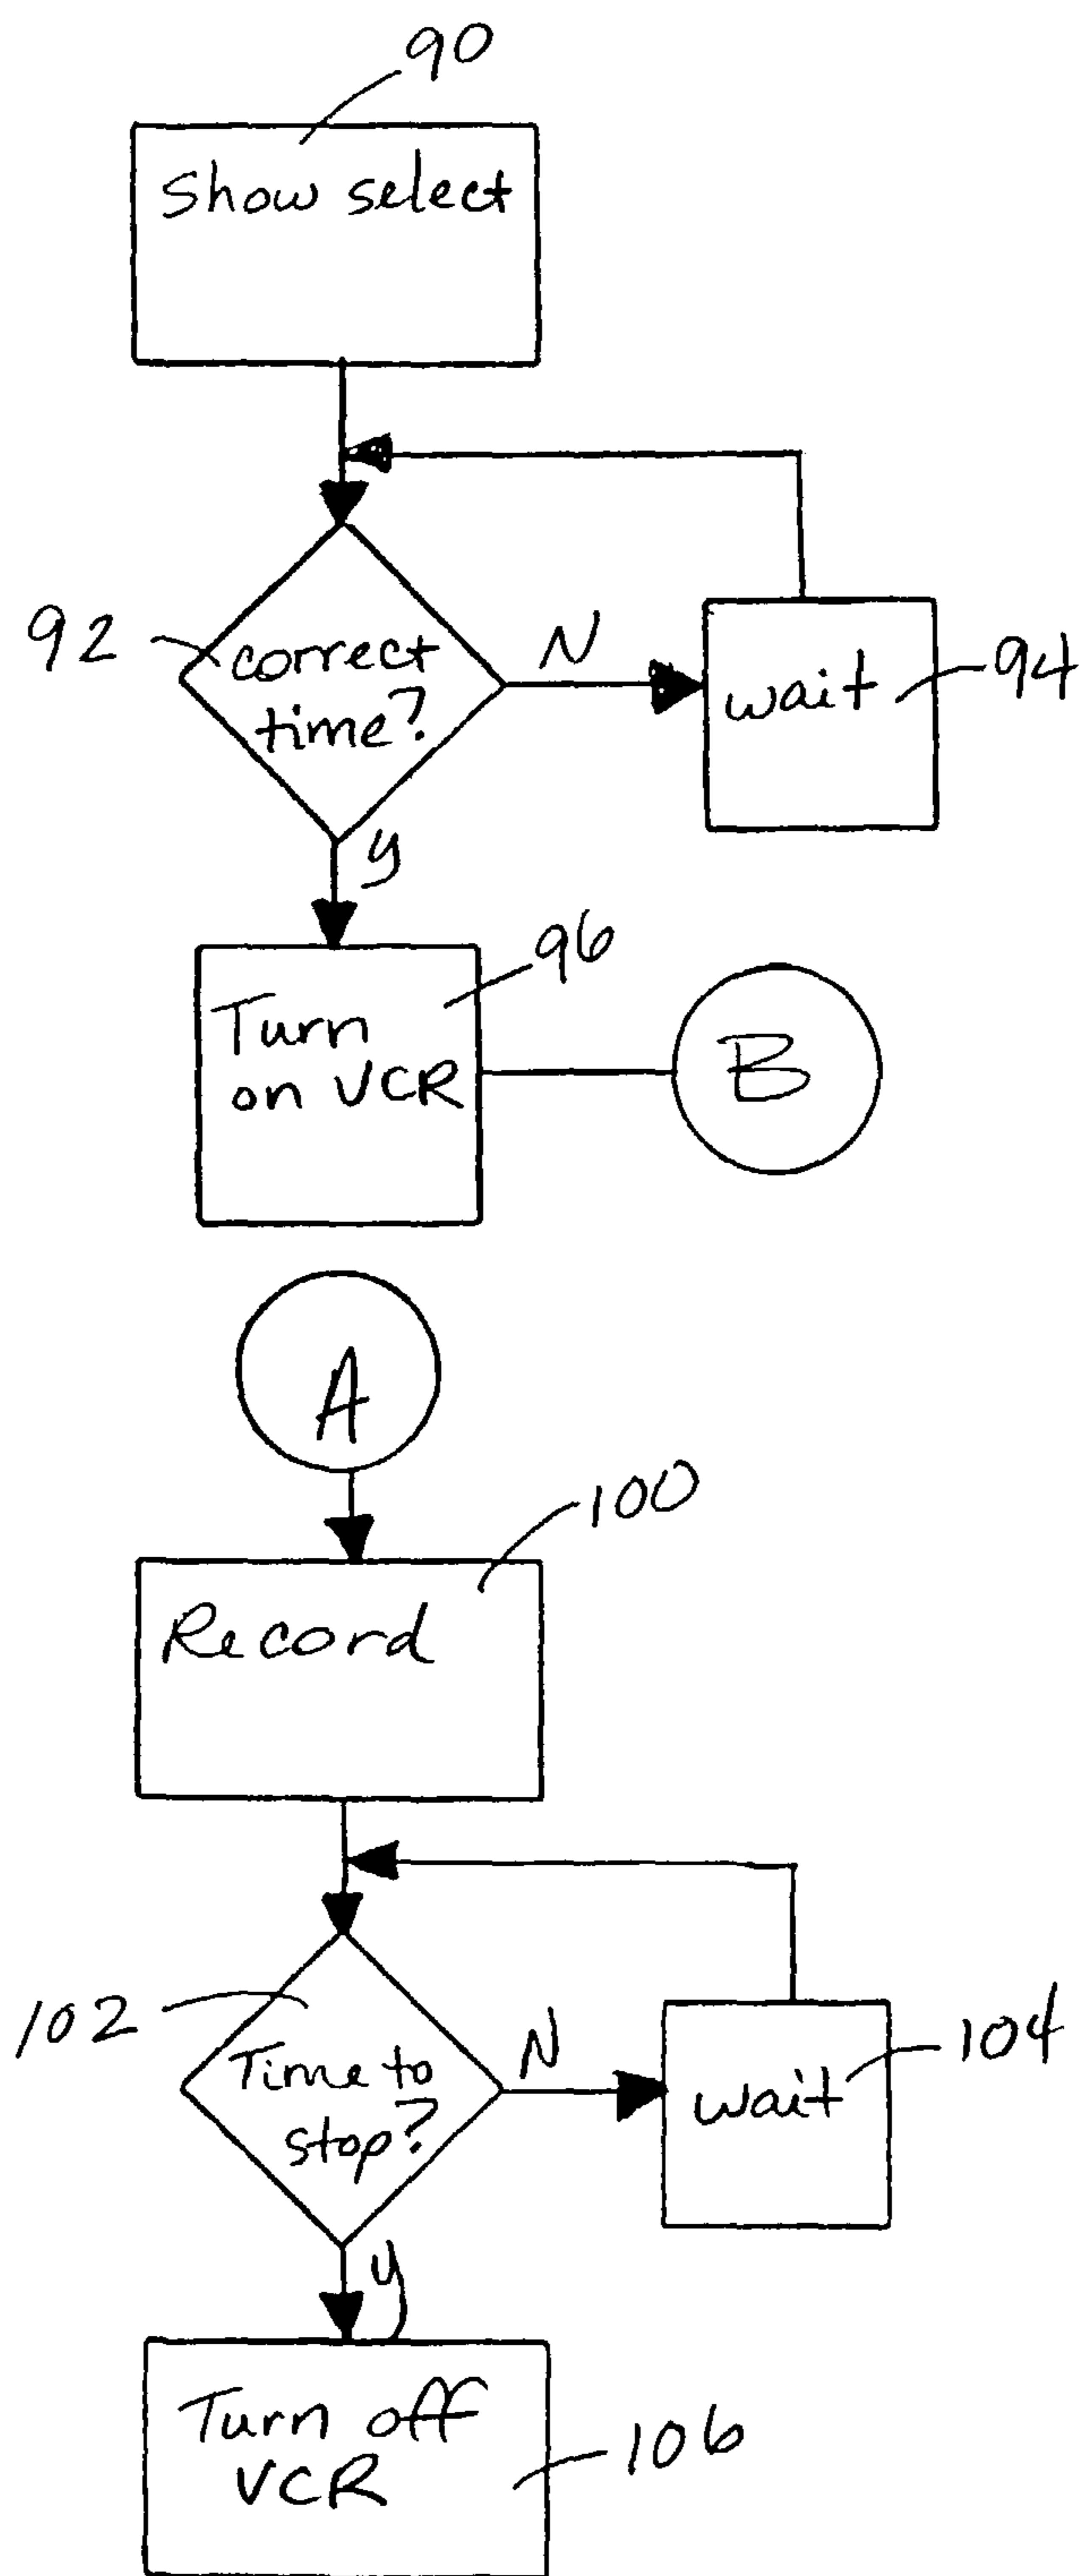 90
Show select
92
correct
time?
N
wait
94
y
96
Turn
on VCR
B
A
100
Record
102
Time to
stop?
N
wait
104
y
Turn off
VCR
106